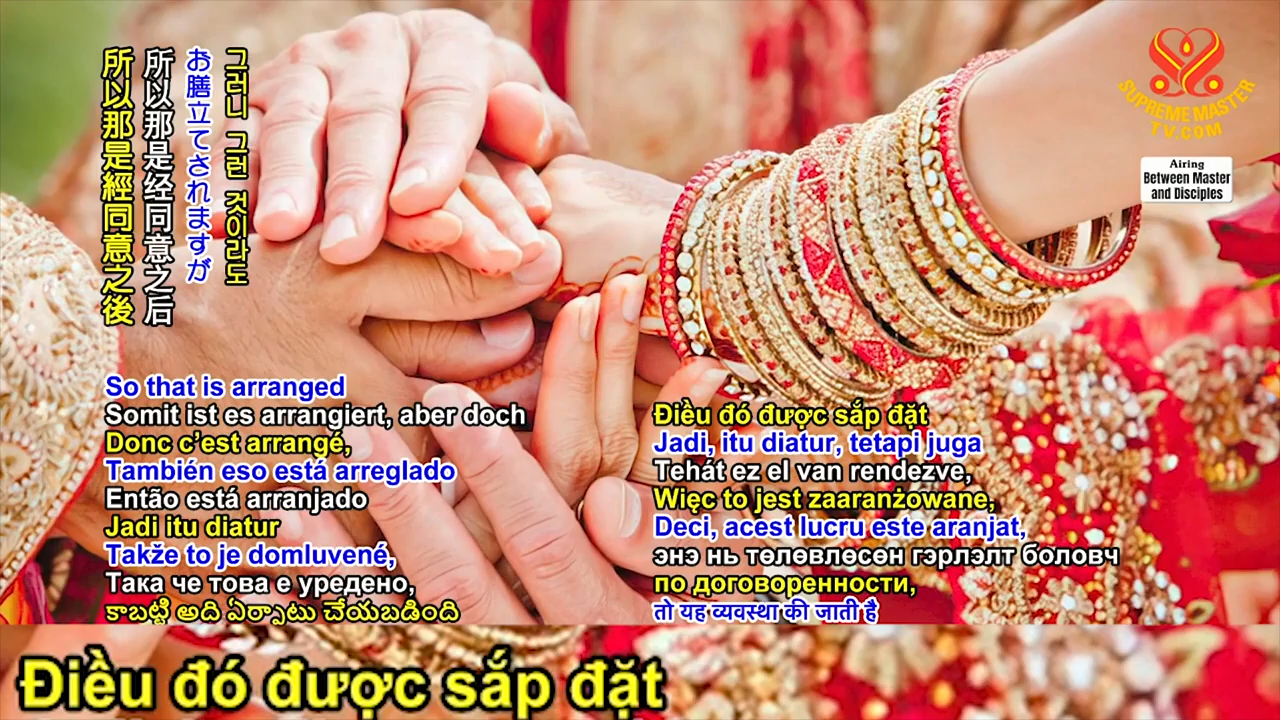 所以那是經同意之後
所以那是经同意之后
お膳立てされますが
그러니 그런 것이라도
SUPREME MASTER
TV.COM
Airing
Between Master
and Disciples
So that is arranged
Somit ist es arrangiert, aber doch
Donc c’est arrangé,
También eso está arreglado
Então está arranjado
Jadi itu diatur
Takže to je domluvené,
Така че това е уредено,
కాబట్టి అది ఏర్పాటు చేయబడింది
Điều đó được sắp đặt
Jadi, itu diatur, tetapi juga
Tehát ez el van rendezve,
Więc to jest zaaranżowane,
Deci, acest lucru este aranjat,
энэ нь төлөвлөсөн гэрлэлт боловч
по договоренности,
तो यह व्यवस्था की जाती है
Điều đó được sắp đặt